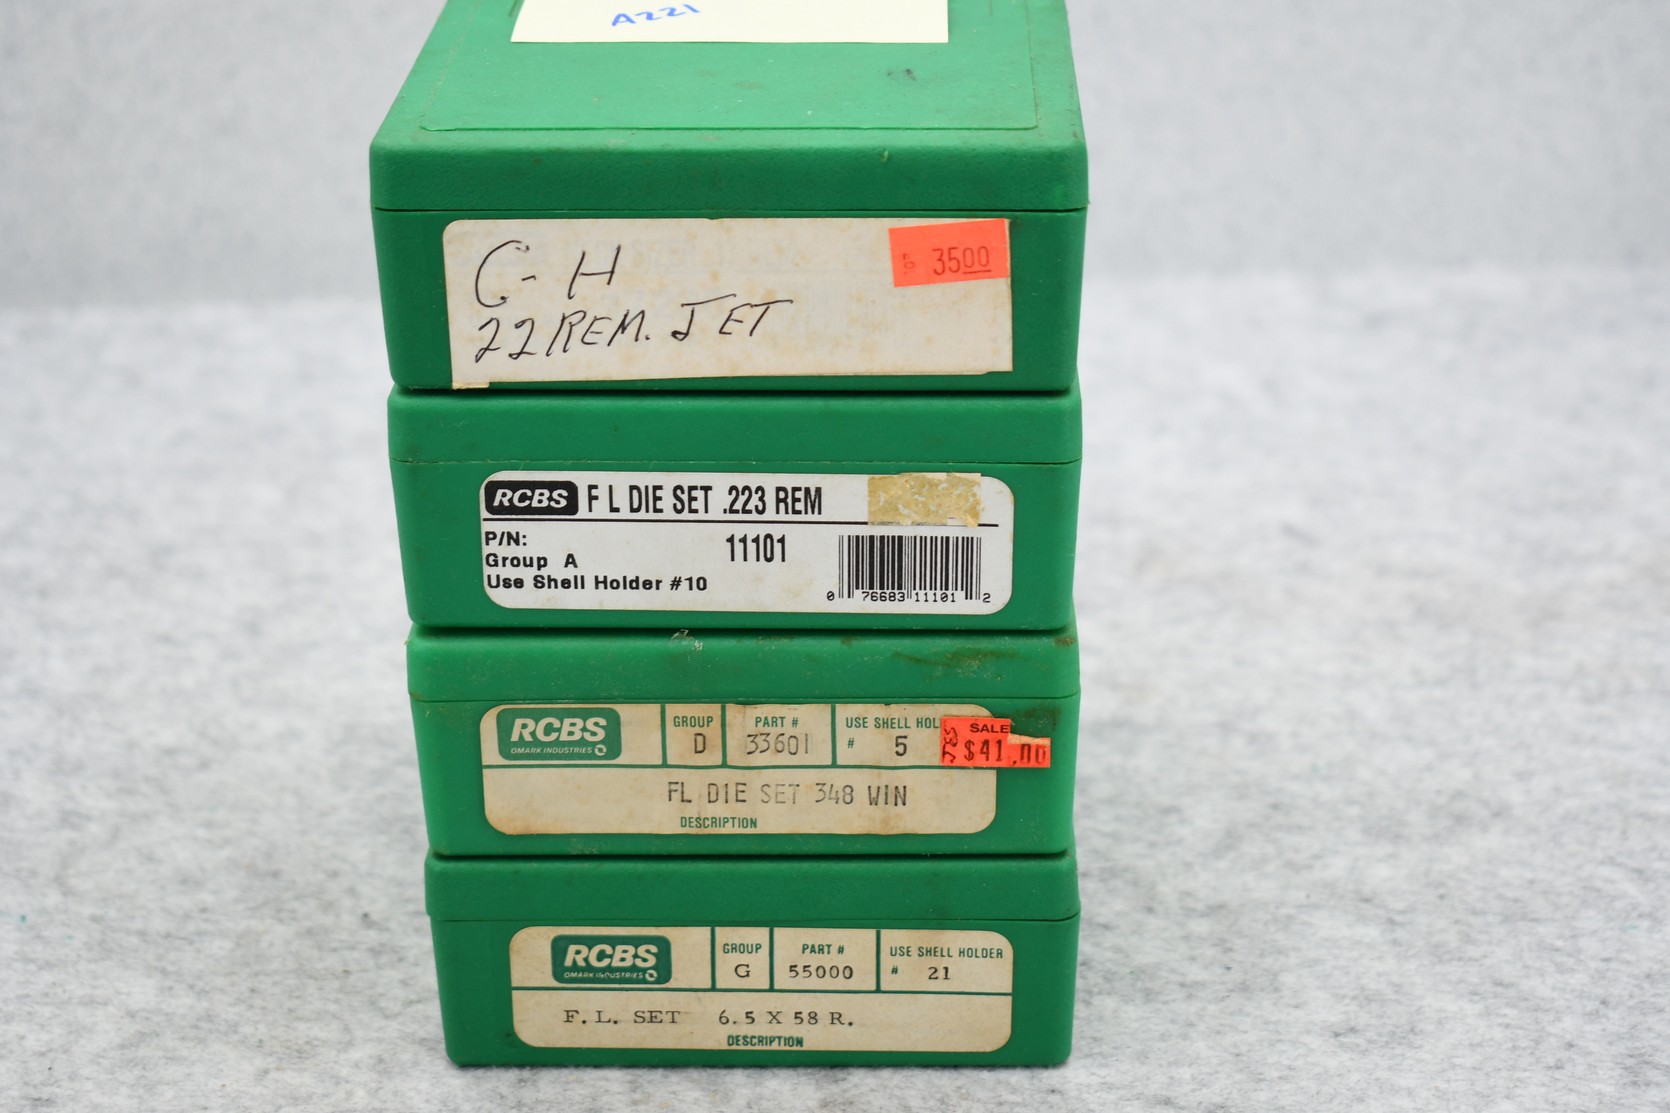 A221
C-H
22 REM. JET
3500
RCBS F L DIE SET .223 REM
P/N: 11101
Group A
Use Shell Holder #10
0 76683 11101 2
RCBS
OMARK INDUSTRIES
GROUP
D
PART #
33601
USE SHELL HOL
# 5
SALE
$41.00
FL DIE SET 348 WIN
DESCRIPTION
RCBS
OMARK INDUSTRIES
GROUP
G
PART #
55000
USE SHELL HOLDER
# 21
F. L. SET 6.5 X 58 R.
DESCRIPTION